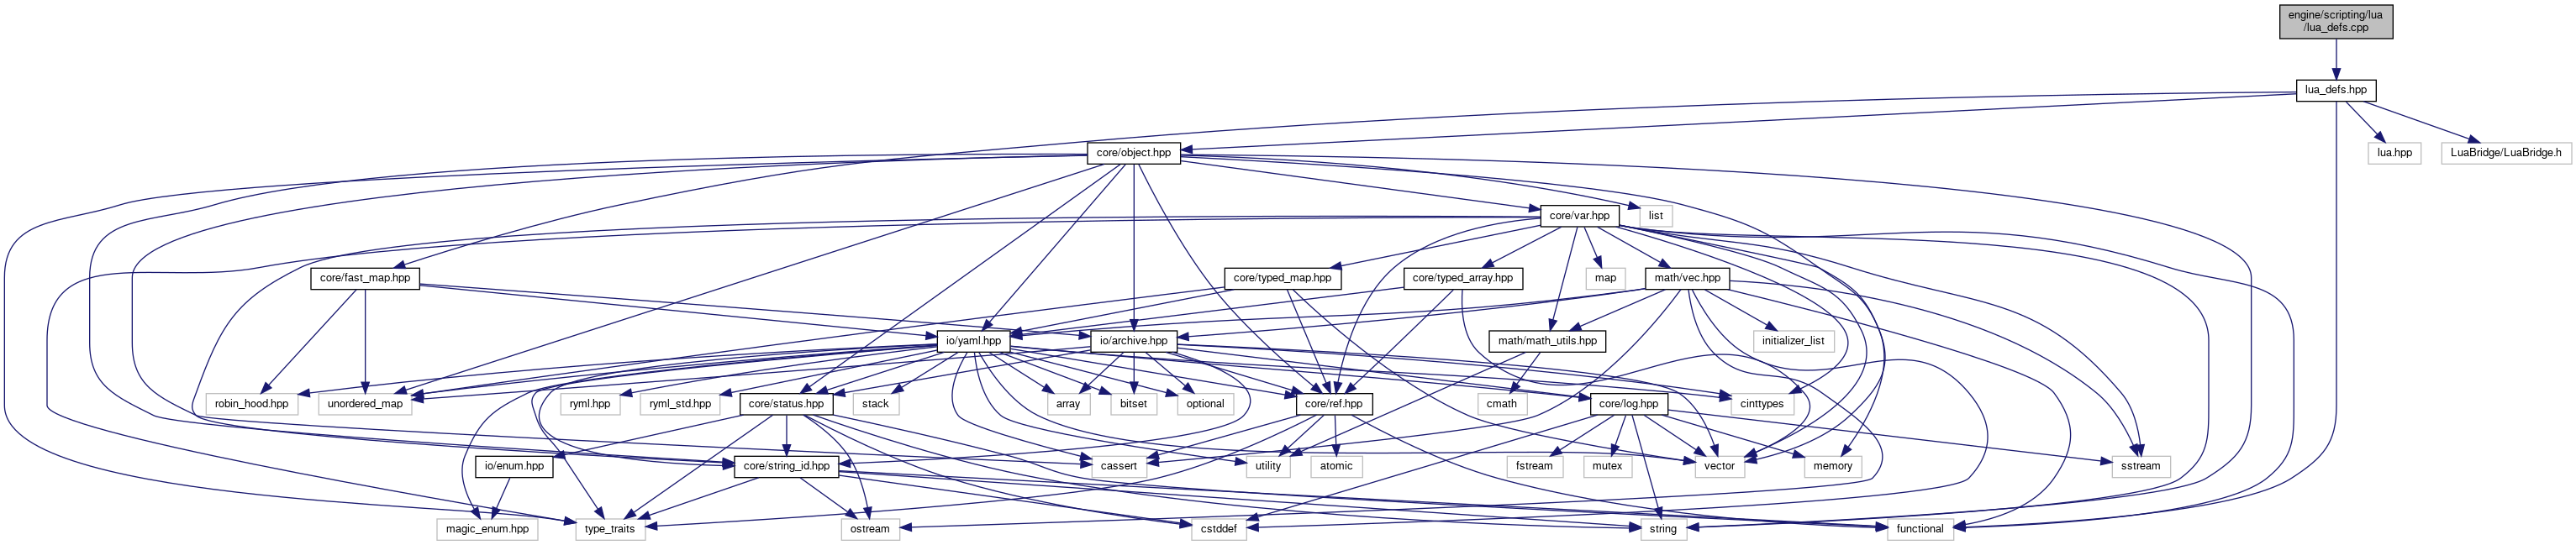 engine/scripting/lua
/lua_defs.cpp
lua_defs.hpp
core/object.hpp
lua.hpp
LuaBridge/LuaBridge.h
core/var.hpp
list
core/fast_map.hpp
core/typed_map.hpp
core/typed_array.hpp
map
math/vec.hpp
io/yaml.hpp
io/archive.hpp
math/math_utils.hpp
initializer_list
robin_hood.hpp
unordered_map
ryml.hpp
ryml_std.hpp
core/status.hpp
stack
array
bitset
optional
core/ref.hpp
cmath
core/log.hpp
cinttypes
io/enum.hpp
core/string_id.hpp
cassert
utility
atomic
fstream
mutex
vector
memory
sstream
magic_enum.hpp
type_traits
ostream
cstddef
string
functional